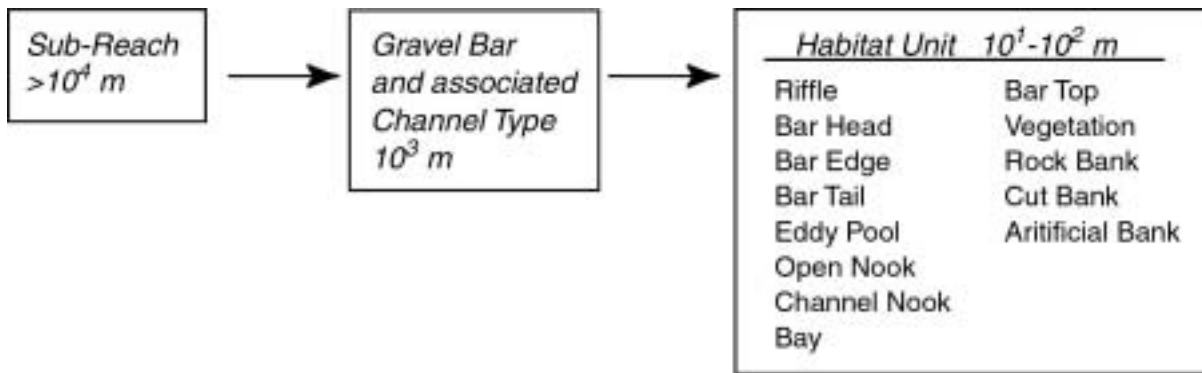 Sub-Reach
>10⁴ m
Gravel Bar
and associated
Channel Type
10³ m
Habitat Unit 10¹-10² m
Riffle
Bar Head
Bar Edge
Bar Tail
Eddy Pool
Open Nook
Channel Nook
Bay
Bar Top
Vegetation
Rock Bank
Cut Bank
Aritificial Bank